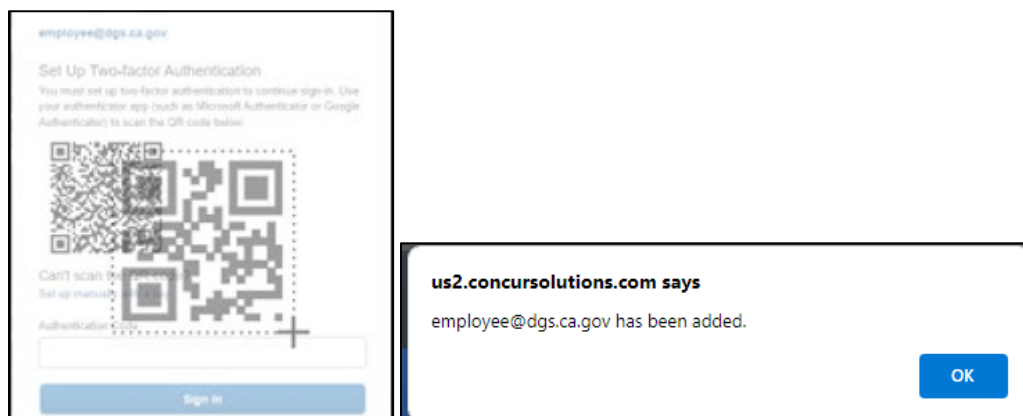 employee@dgs.ca.gov
Set Up Two-factor Authentication
You must set up two-factor authentication to continue sign-in. Use
your authenticator app (such as Microsoft Authenticator or Google
Authenticator) to scan the QR code below.
Can't scan the QR code?
Set up manually
Authentication Code
Sign In
us2.concursolutions.com says
employee@dgs.ca.gov has been added.
OK